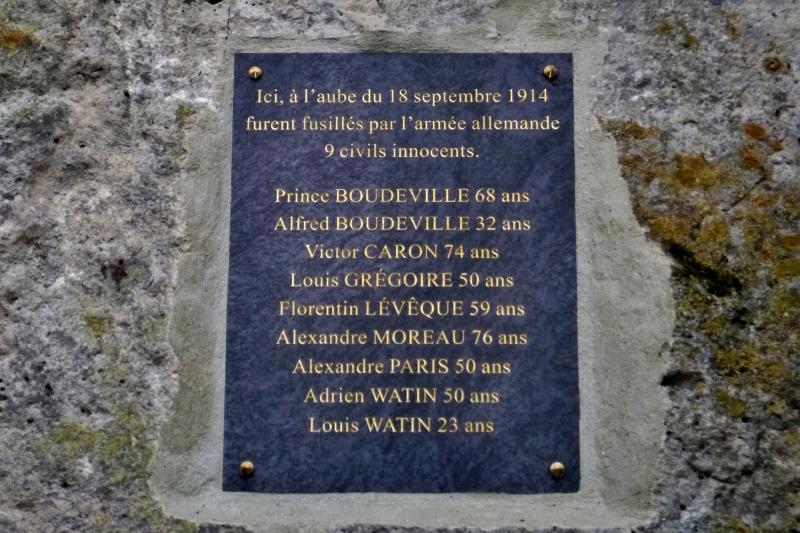 Ici, à l'aube du 18 septembre 1914
furent fusillés par l'armée allemande
9 civils innocents.
Prince BOUDEVILLE 68 ans
Alfred BOUDEVILLE 32 ans
Victor CARON 74 ans
Louis GRÉGOIRE 50 ans
Florentin LÉVÊQUE 59 ans
Alexandre MOREAU 76 ans
Alexandre PARIS 50 ans
Adrien WATIN 50 ans
Louis WATIN 23 ans